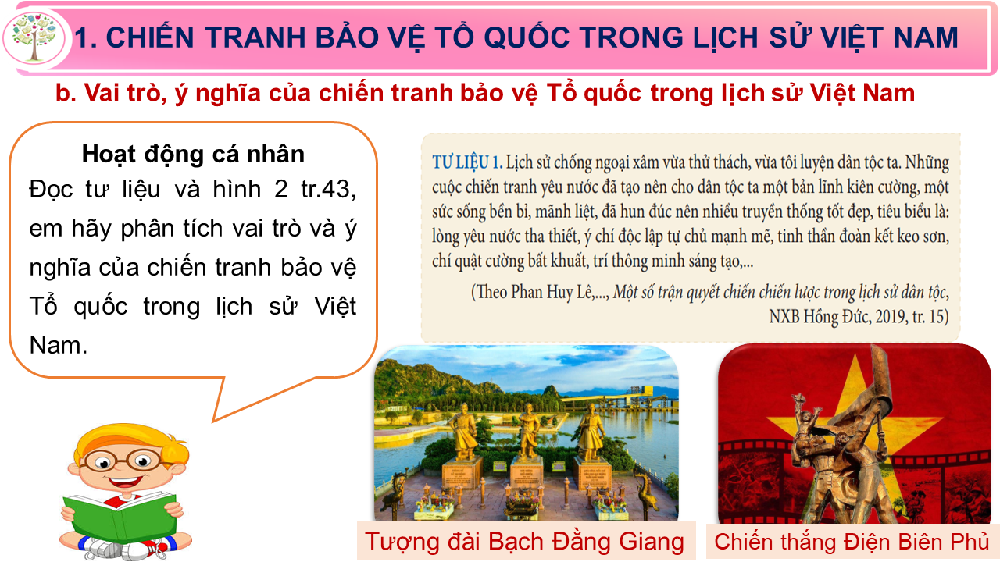 1. CHIẾN TRANH BẢO VỆ TỔ QUỐC TRONG LỊCH SỬ VIỆT NAM
b. Vai trò, ý nghĩa của chiến tranh bảo vệ Tổ quốc trong lịch sử Việt Nam
Hoạt động cá nhân
Đọc tư liệu và hình 2 tr.43,
em hãy phân tích vai trò và ý
nghĩa của chiến tranh bảo vệ
Tổ quốc trong lịch sử Việt
Nam.
TƯ LIỆU 1. Lịch sử chống ngoại xâm vừa thử thách, vừa tôi luyện dân tộc ta. Những
cuộc chiến tranh yêu nước đã tạo nên cho dân tộc ta một bản lĩnh kiên cường, một
sức sống bền bỉ, mãnh liệt, đã hun đúc nên nhiều truyền thống tốt đẹp, tiêu biểu là:
lòng yêu nước tha thiết, ý chí độc lập tự chủ mạnh mẽ, tinh thần đoàn kết keo sơn,
chí quật cường bất khuất, trí thông minh sáng tạo,...
(Theo Phan Huy Lê,..., Một số trận quyết chiến chiến lược trong lịch sử dân tộc,
NXB Hồng Đức, 2019, tr. 15)
Tượng đài Bạch Đằng Giang
Chiến thắng Điện Biên Phủ